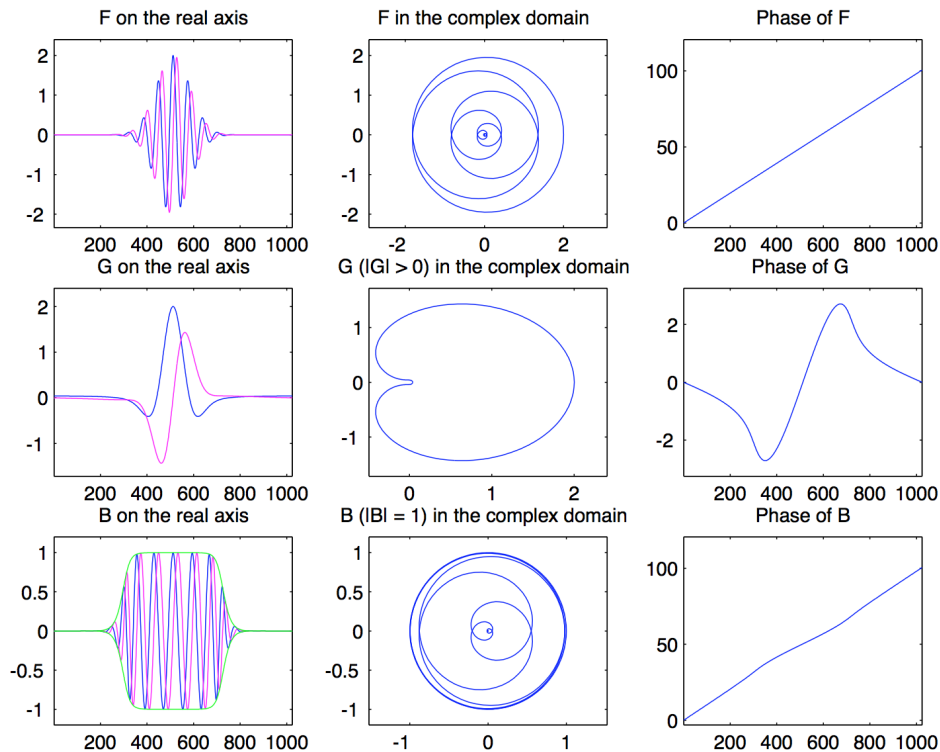 F on the real axis
F in the complex domain
Phase of F
2
1
0
-1
-2
200 400 600 800 1000
-2 0 2
2
1
0
-1
-2
100
50
0
200 400 600 800 1000
G on the real axis
G (|G| > 0) in the complex domain
Phase of G
2
1
0
-1
200 400 600 800 1000
1
0
-1
0 1 2
2
0
-2
200 400 600 800 1000
B on the real axis
B (|B| = 1) in the complex domain
Phase of B
1
0.5
0
-0.5
-1
200 400 600 800 1000
1
0.5
0
-0.5
-1
-1 0 1
100
50
0
200 400 600 800 1000